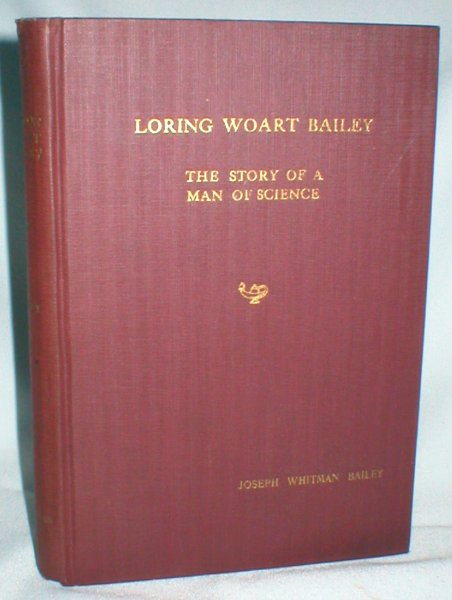 LORING WOART BAILEY
THE STORY OF A
MAN OF SCIENCE
JOSEPH WHITMAN BAILEY